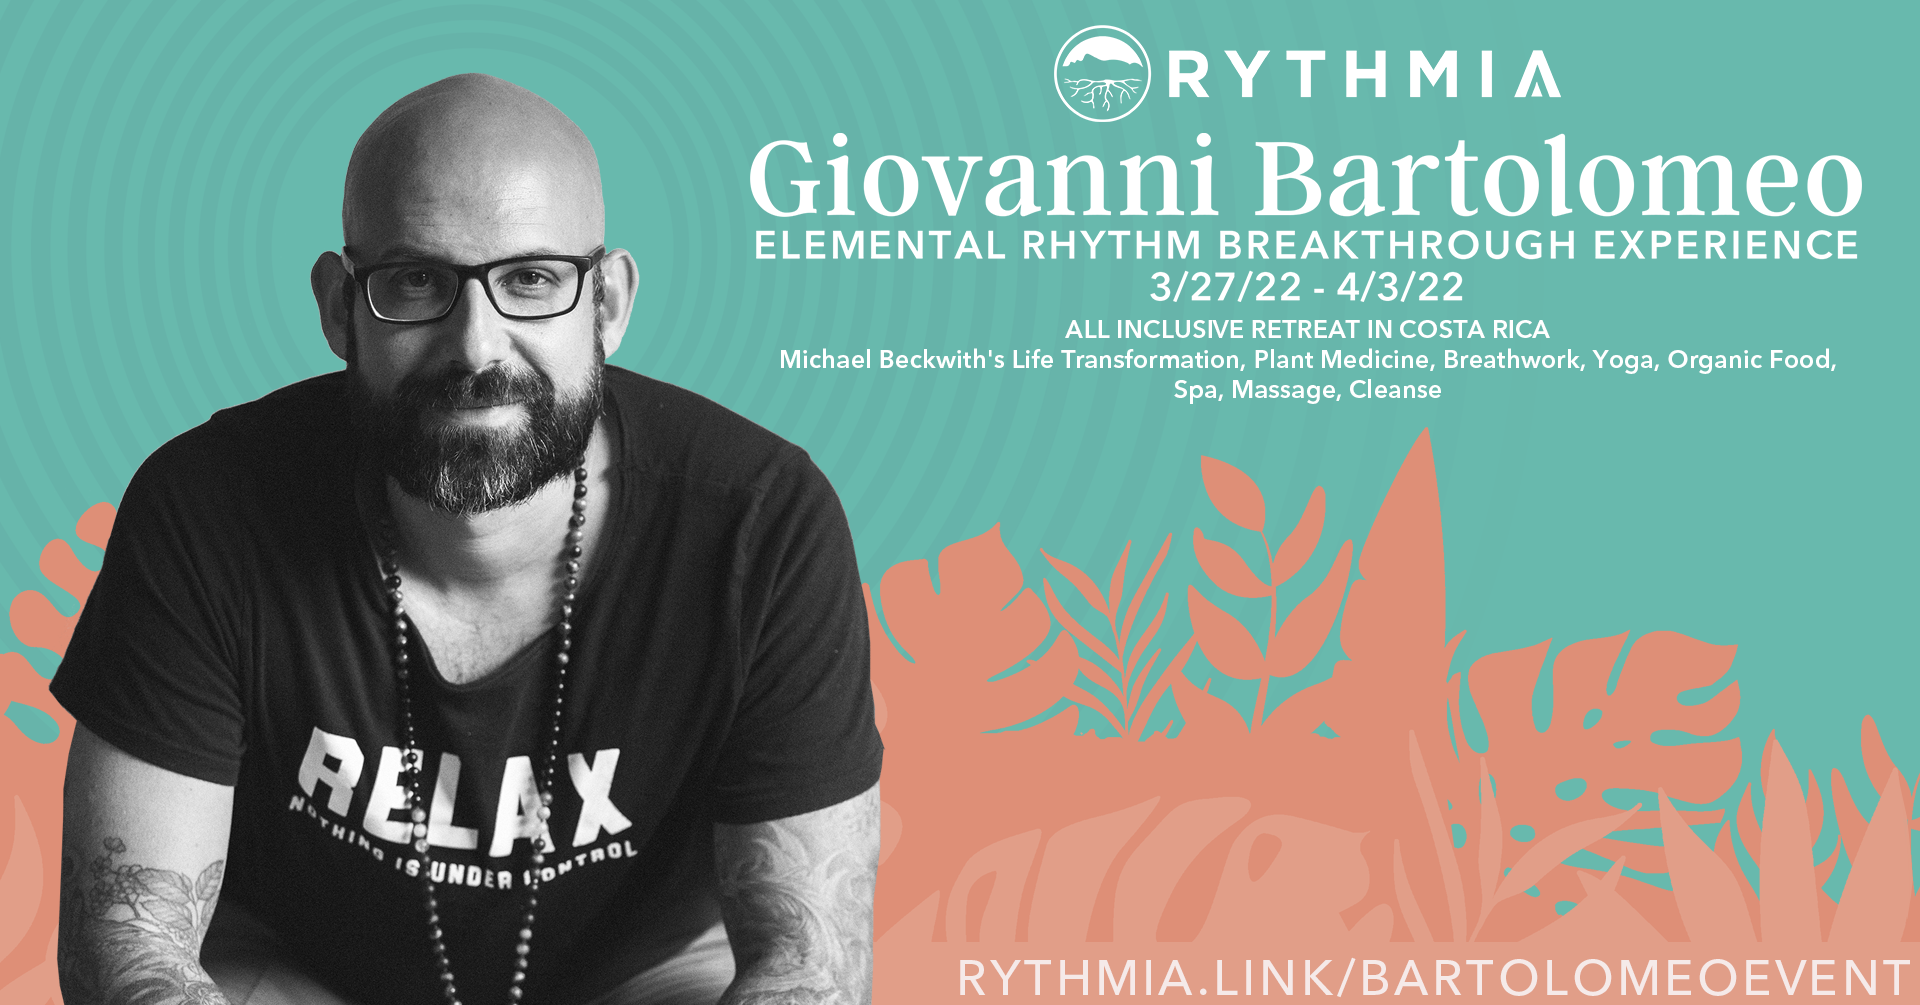 RYTHMIA
Giovanni Bartolomeo
ELEMENTAL RHYTHM BREAKTHROUGH EXPERIENCE
3/27/22 - 4/3/22
ALL INCLUSIVE RETREAT IN COSTA RICA
Michael Beckwith's Life Transformation, Plant Medicine, Breathwork, Yoga, Organic Food,
Spa, Massage, Cleanse
RELAX
NOTHING IS UNDER CONTROL
RYTHMIA.LINK/BARTOLOMEOEVENT